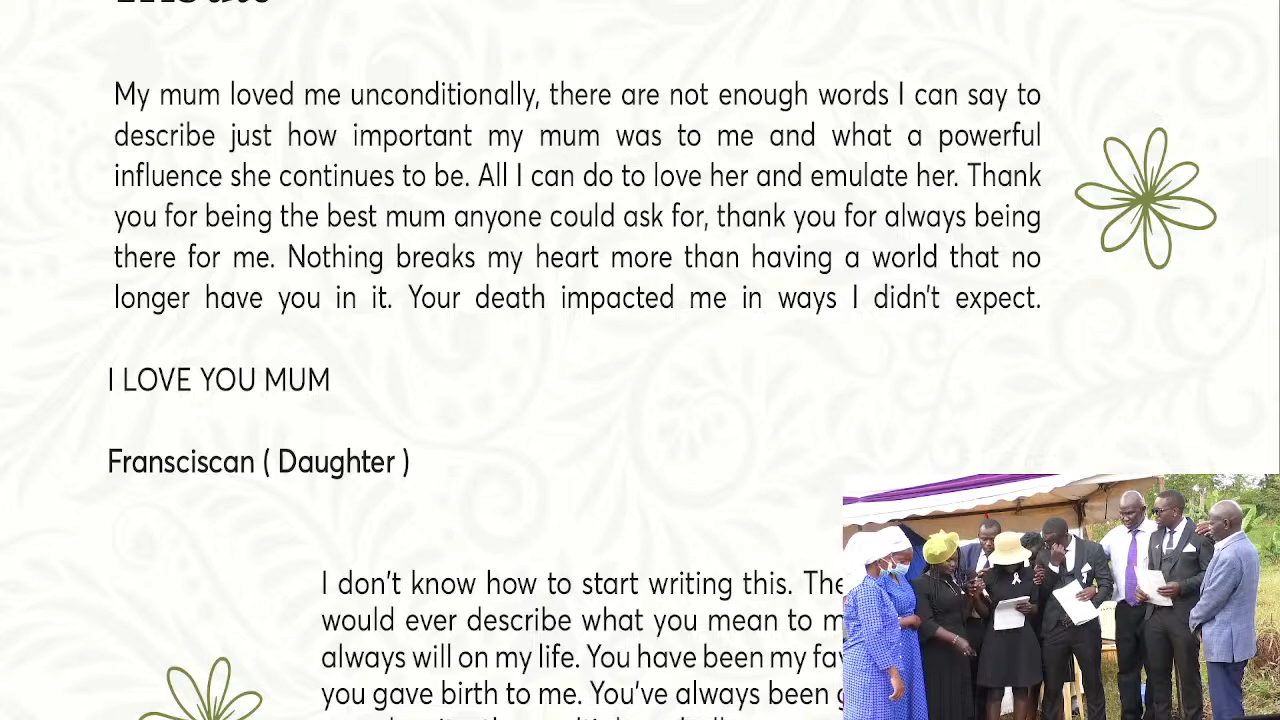 My mum loved me unconditionally, there are not enough words I can say to
describe just how important my mum was to me and what a powerful
influence she continues to be. All I can do to love her and emulate her. Thank
you for being the best mum anyone could ask for, thank you for always being
there for me. Nothing breaks my heart more than having a world that no
longer have you in it. Your death impacted me in ways I didn't expect.
I LOVE YOU MUM
Fransciscan ( Daughter )
I don't know how to start writing this.
would ever describe what you mean to
always will on my life. You have been my
you gave birth to me. You've always been